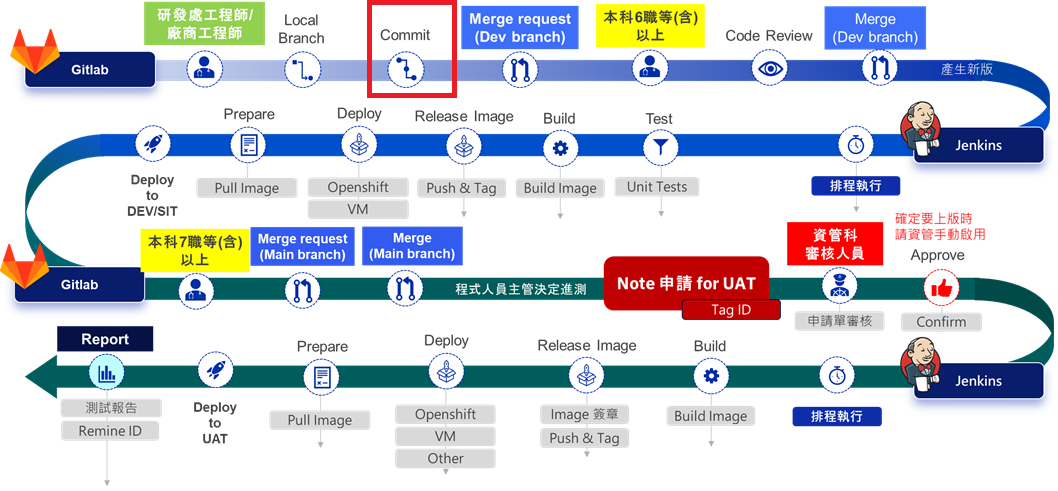 研發處工程師/
廠商工程師
Local
Branch
Commit
Merge request
(Dev branch)
本科6職等(含)
以上
Code Review
Merge
(Dev branch)
Gitlab
產生新版
Prepare
Deploy
Release Image
Build
Test
Jenkins
Deploy
to
DEV/SIT
Pull Image
Openshift
VM
Push & Tag
Build Image
Unit Tests
排程執行
本科7職等(含)
以上
Merge request
(Main branch)
Merge
(Main branch)
資管科
審核人員
確定要上版時
請資管手動啟用
Approve
Gitlab
程式人員主管決定進測
Note 申請 for UAT
Tag ID
申請單審核
Confirm
Report
Prepare
Deploy
Release Image
Build
Jenkins
測試報告
Remine ID
Deploy
to
UAT
Pull Image
Openshift
VM
Other
Image 簽章
Push & Tag
Build Image
排程執行